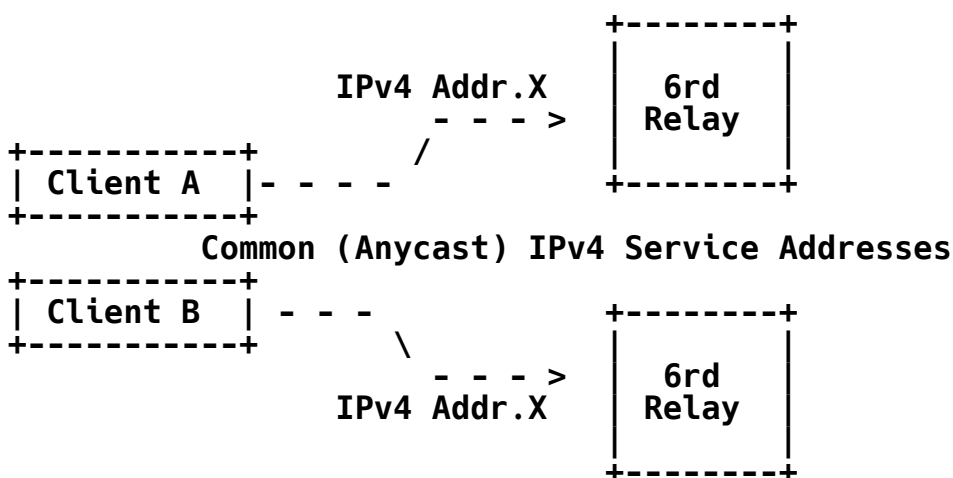 IPv4 Addr.X
6rd
Relay
Client A
Common (Anycast) IPv4 Service Addresses
Client B
6rd
IPv4 Addr.X
Relay